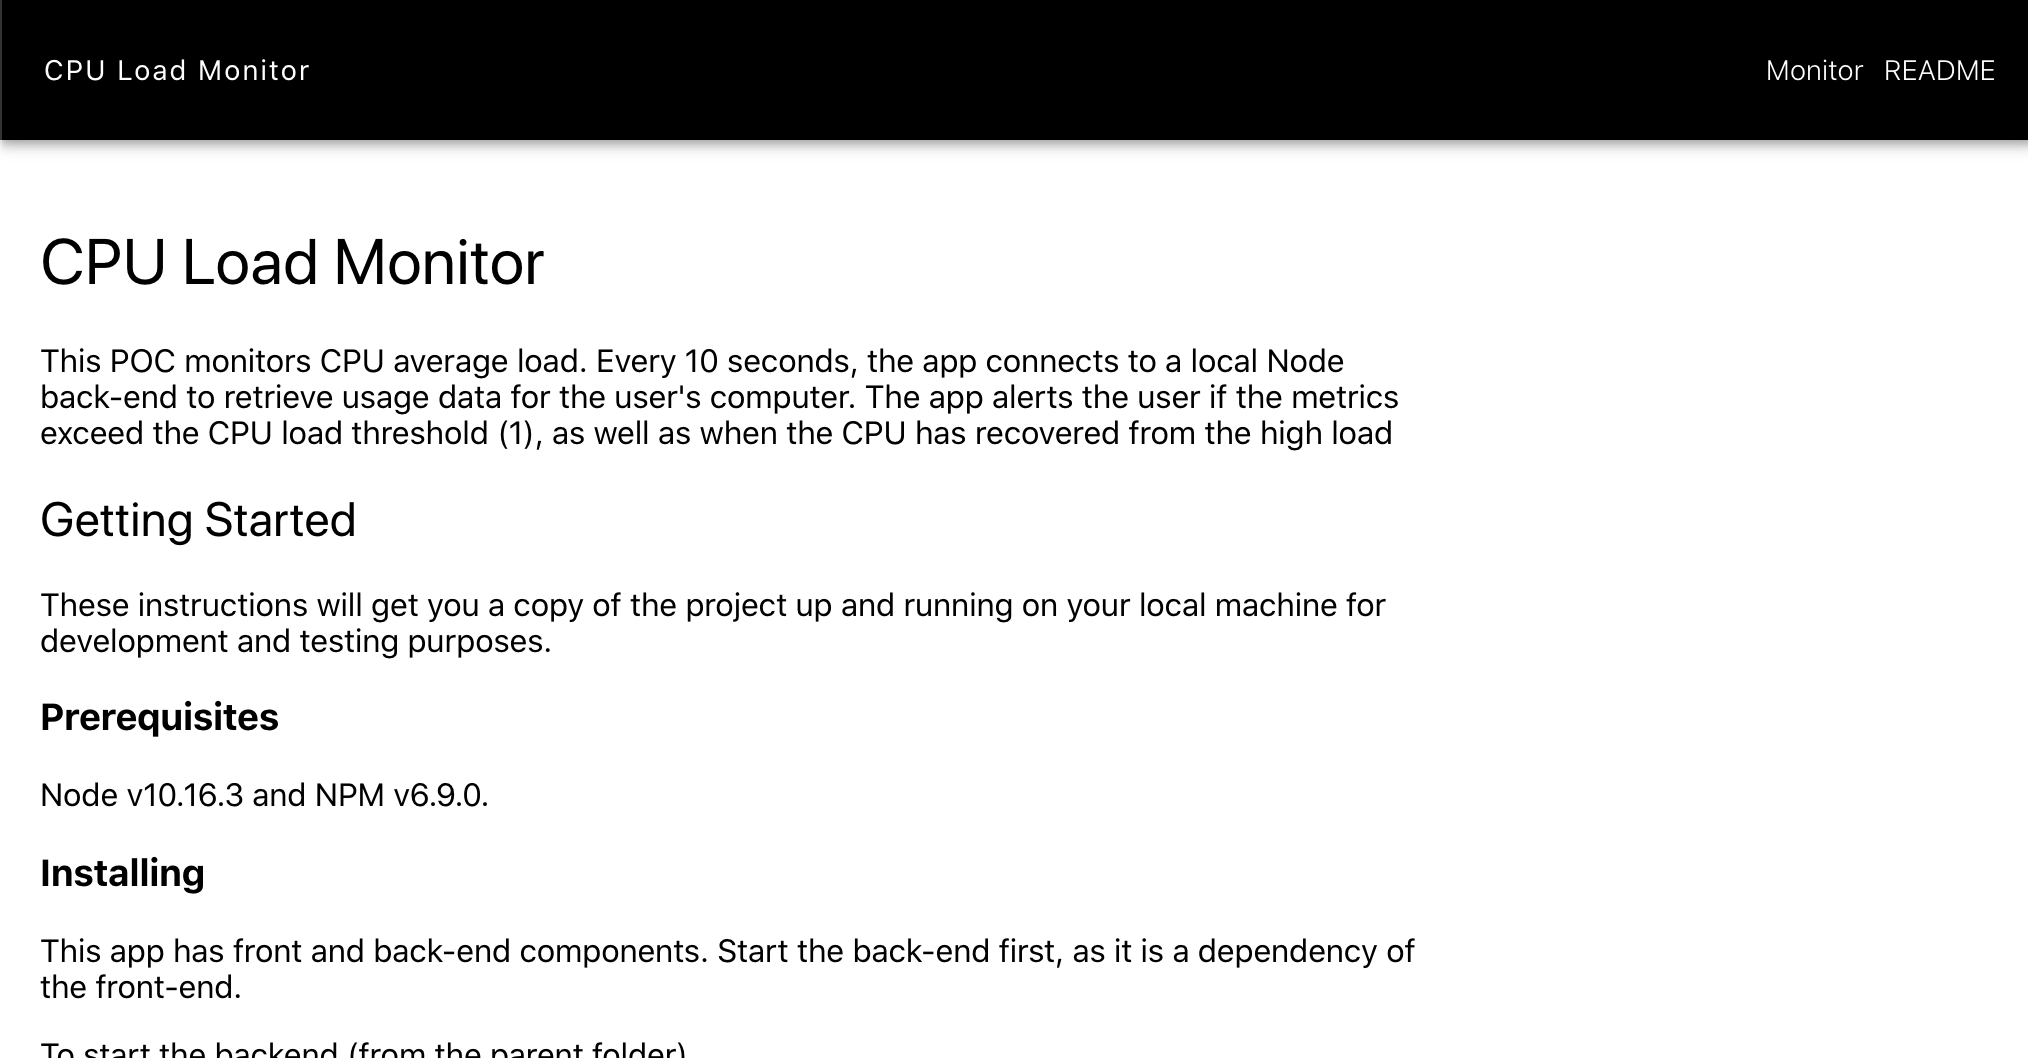 CPU Load Monitor
Monitor README
CPU Load Monitor
This POC monitors CPU average load. Every 10 seconds, the app connects to a local Node
back-end to retrieve usage data for the user's computer. The app alerts the user if the metrics
exceed the CPU load threshold (1), as well as when the CPU has recovered from the high load
Getting Started
These instructions will get you a copy of the project up and running on your local machine for
development and testing purposes.
Prerequisites
Node v10.16.3 and NPM v6.9.0.
Installing
This app has front and back-end components. Start the back-end first, as it is a dependency of
the front-end.
To start the backend (from the parent folder)